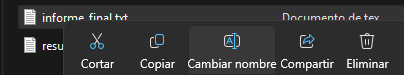 informe_final.txt Documento de tex
resu
Cortar Copiar Cambiar nombre Compartir Eliminar